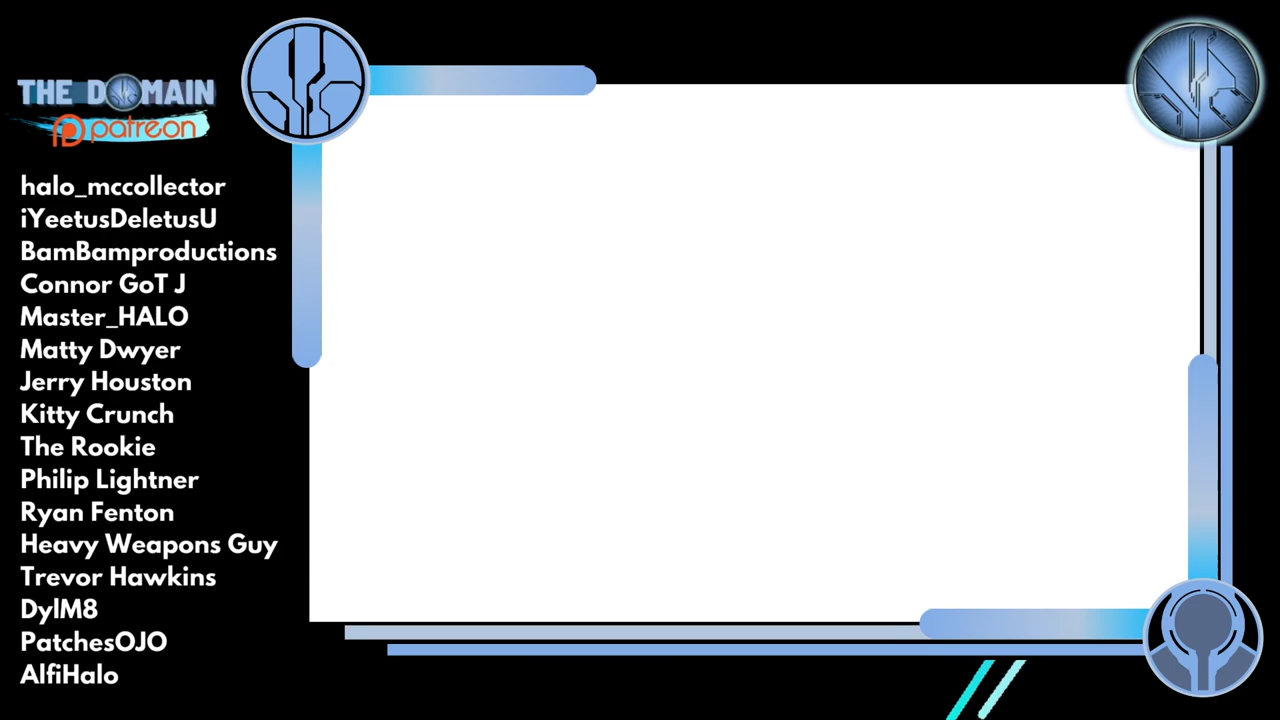 THE DOMAIN
patreon
halo_mccollector
iYeetusDeletusU
BamBamproductions
Connor GoT J
Master_HALO
Matty Dwyer
Jerry Houston
Kitty Crunch
The Rookie
Philip Lightner
Ryan Fenton
Heavy Weapons Guy
Trevor Hawkins
DylM8
PatchesOJO
AlfiHalo